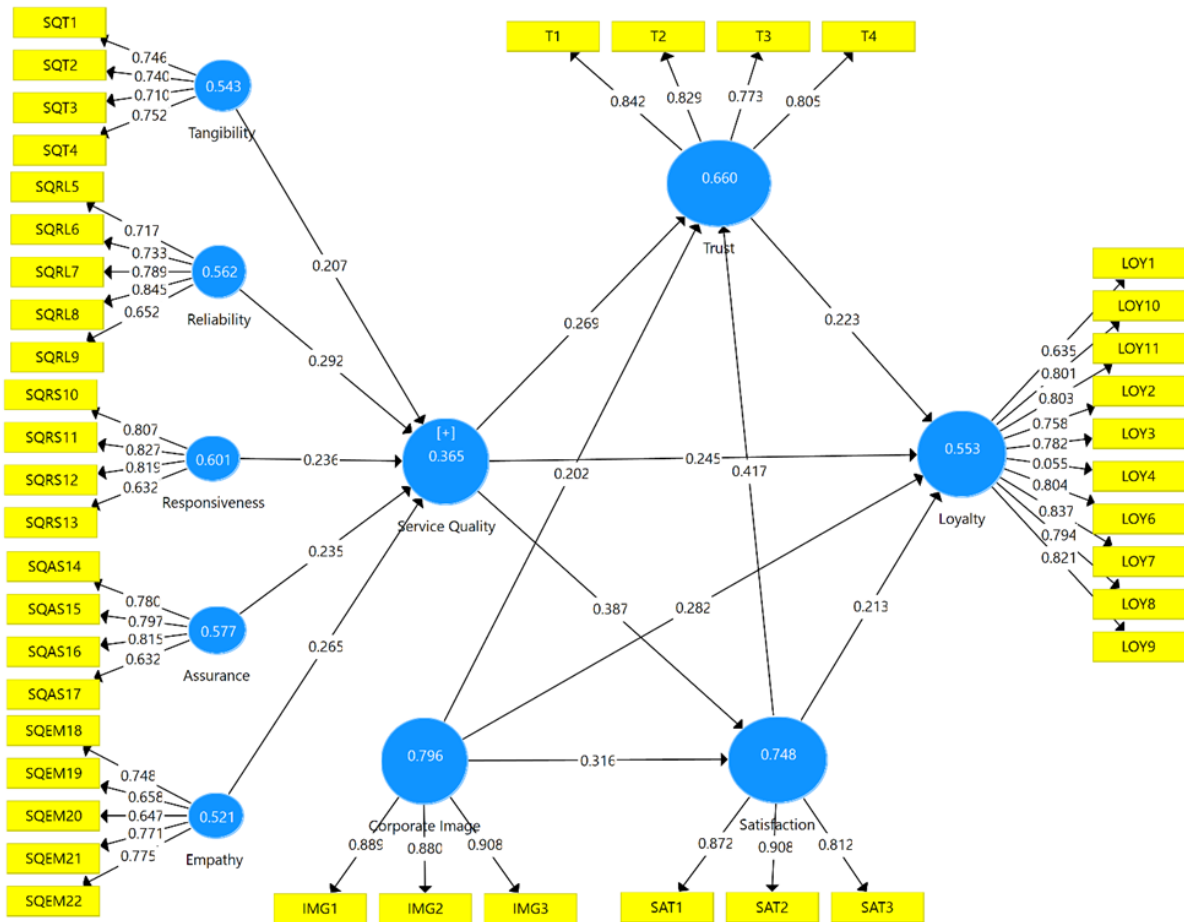 SQT1
SQT2
SQT3
SQT4
0.746
0.740
0.710
0.752
0.543
Tangibility
SQRL5
SQRL6
SQRL7
SQRL8
SQRL9
0.717
0.733
0.789
0.845
0.652
0.562
Reliability
SQRS10
SQRS11
SQRS12
SQRS13
0.807
0.827
0.819
0.632
0.601
Responsiveness
SQAS14
SQAS15
SQAS16
SQAS17
0.780
0.797
0.815
0.632
0.577
Assurance
SQEM18
SQEM19
SQEM20
SQEM21
SQEM22
0.748
0.658
0.647
0.771
0.775
0.521
Empathy
0.207
0.292
0.236
0.235
0.265
[+]
0.365
Service Quality
T1
T2
T3
T4
0.842
0.829
0.773
0.805
0.660
Trust
0.269
0.223
0.202
0.417
0.245
0.282
0.387
0.213
0.316
0.796
Corporate Image
0.889
0.880
0.908
IMG1
IMG2
IMG3
0.748
Satisfaction
0.872
0.908
0.812
SAT1
SAT2
SAT3
0.553
Loyalty
0.635
0.801
0.803
0.758
0.782
0.055
0.804
0.837
0.794
0.821
LOY1
LOY10
LOY11
LOY2
LOY3
LOY4
LOY6
LOY7
LOY8
LOY9